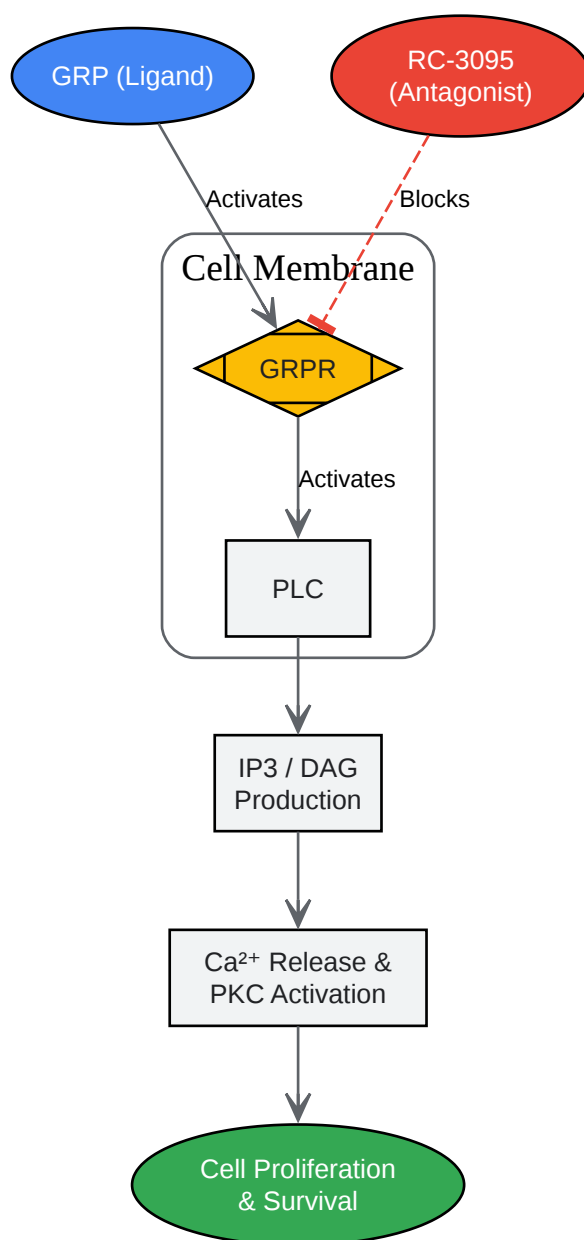 GRP (Ligand)
RC-3095
(Antagonist)
Activates
Blocks
Cell Membrane
GRPR
Activates
PLC
IP3 / DAG
Production
Ca²⁺ Release &
PKC Activation
Cell Proliferation
& Survival